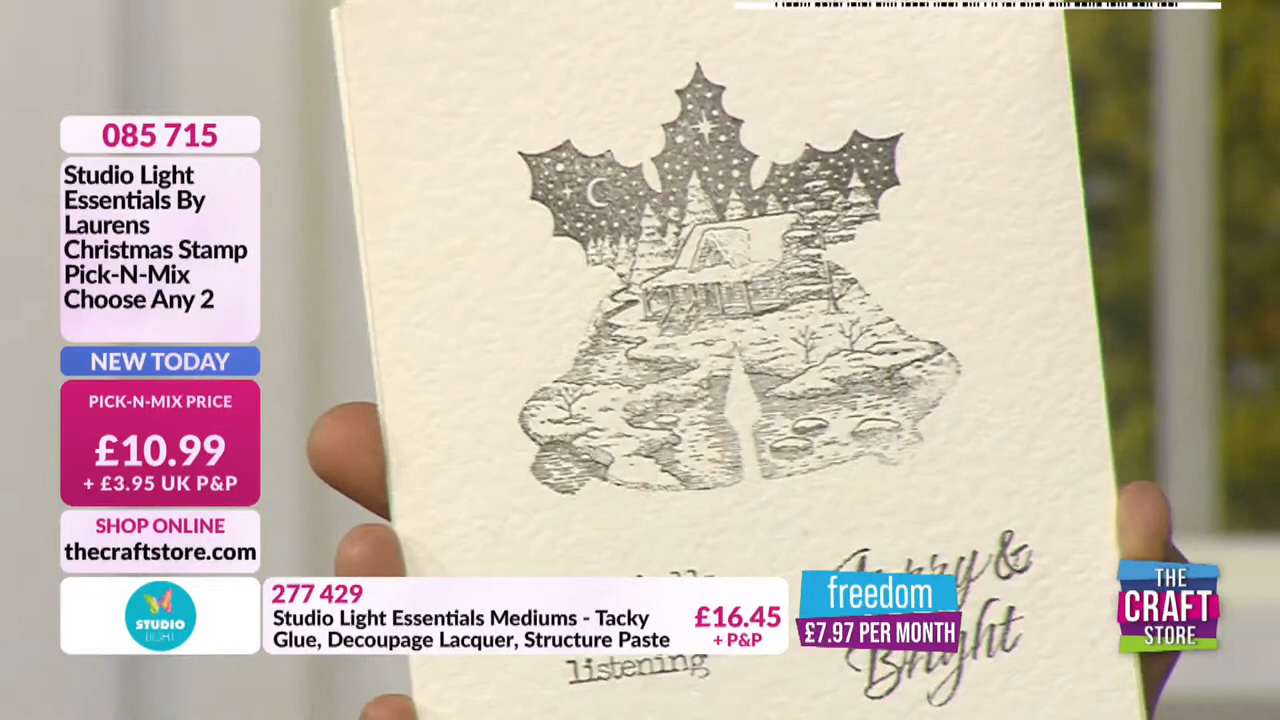 085 715
Studio Light
Essentials By
Laurens
Christmas Stamp
Pick-N-Mix
Choose Any 2
NEW TODAY
PICK-N-MIX PRICE
£10.99
+ £3.95 UK P&P
SHOP ONLINE
thecraftstore.com
STUDIO
LIGHT
277 429
Studio Light Essentials Mediums - Tacky
Glue, Decoupage Lacquer, Structure Paste
£16.45
+ P&P
freedom
£7.97 PER MONTH
THE
CRAFT
STORE
&
Bright
listening